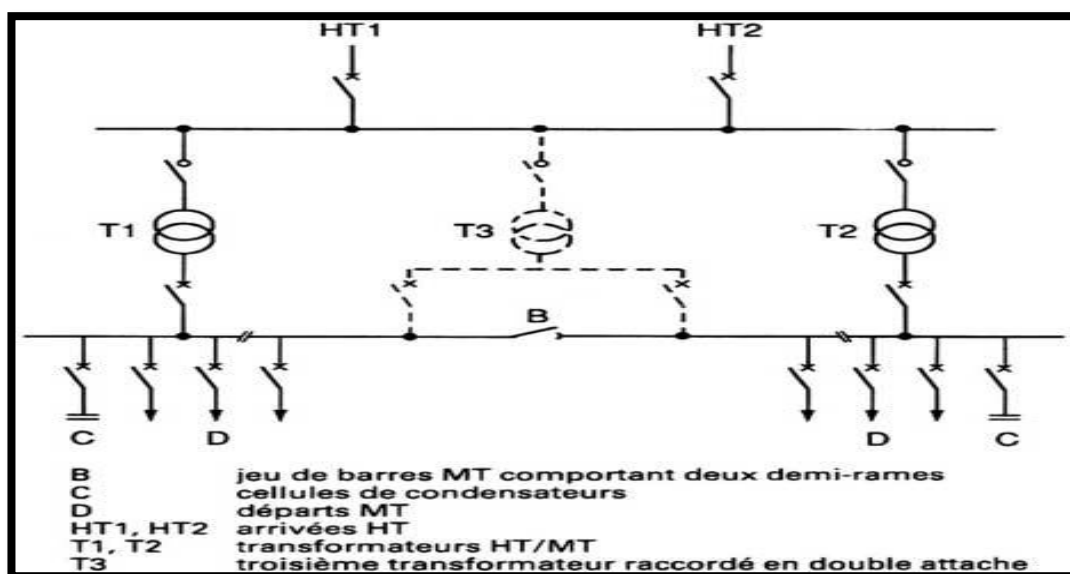 HT1 HT2
T1 T3 T2
B
C D D C
B jeu de barres MT comportant deux demi-rames
C cellules de condensateurs
D départs MT
HT1, HT2 arrivées HT
T1, T2 transformateurs HT/MT
T3 troisième transformateur raccordé en double attache